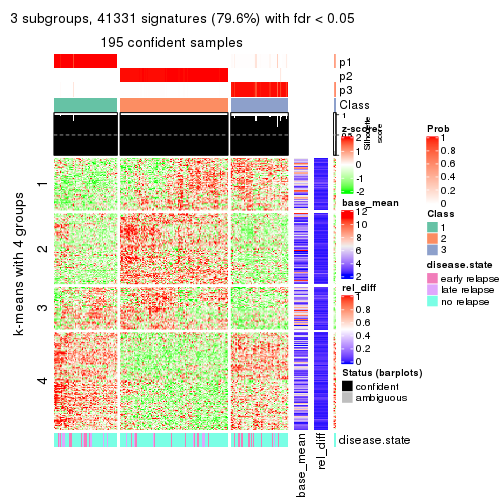 3 subgroups, 41331 signatures (79.6%) with fdr < 0.05
195 confident samples
p1
p2
p3
Class
1
Silhouette
score
k-means with 4 groups
1
2
3
4
base_mean
rel_diff
disease.state
z-score
2
1
0
-1
-2
base_mean
12
10
8
6
4
2
rel_diff
1
0.8
0.6
0.4
0.2
0
Status (barplots)
confident
ambiguous
Prob
1
0.8
0.6
0.4
0.2
0
Class
1
2
3
disease.state
early relapse
late relapse
no relapse